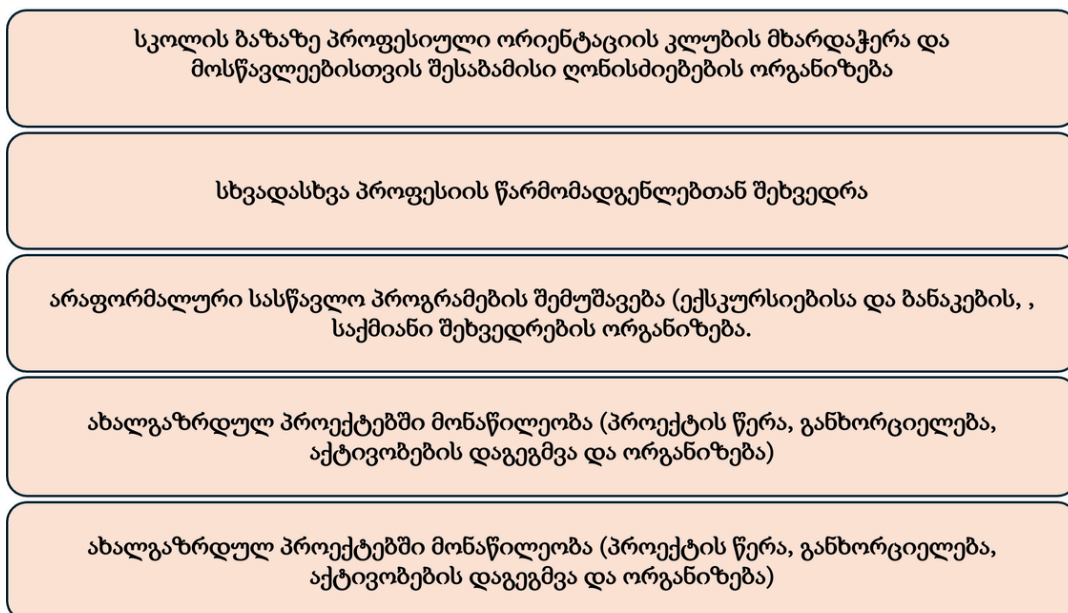 სკოლის ბაზაზე პროფესიული ორიენტაციის კლუბის მხარდაჭერა და
მოსწავლეებისთვის შესაბამისი ღონისძიებების ორგანიზება
სხვადასხვა პროფესიის წარმომადგენლებთან შეხვედრა
არაფორმალური სასწავლო პროგრამების შემუშავება (ექსკურსიებისა და ბანაკების, ,
საქმიანი შეხვედრების ორგანიზება.
ახალგაზრდულ პროექტებში მონაწილეობა (პროექტის წერა, განხორციელება,
აქტივობების დაგეგმვა და ორგანიზება)
ახალგაზრდულ პროექტებში მონაწილეობა (პროექტის წერა, განხორციელება,
აქტივობების დაგეგმვა და ორგანიზება)